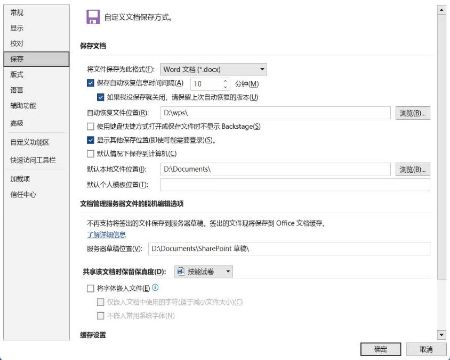 常规
显示
校对
保存
版式
语言
辅助功能
高级
自定义功能区
快速访问工具栏
加载项
信任中心
自定义文档保存方式。
保存文档
将文件保存为此格式(F): Word 文档 (*.docx)
保存自动恢复信息时间间隔(A) 10 分钟(M)
如果我没保存就关闭，请保留上次自动恢复的版本(U)
自动恢复文件位置(R): D:\wps\ 浏览(B)...
使用键盘快捷方式打开或保存文件时不显示 Backstage(S)
显示其他保存位置(即使可能需要登录)(S)。
默认情况下保存到计算机(C)
默认本地文件位置(I): D:\Documents\ 浏览(B)...
默认个人模板位置(T):
文档管理服务器文件的脱机编辑选项
不再支持将签出的文件保存到服务器草稿。签出的文件现将保存到 Office 文档缓存。
了解详细信息
服务器草稿位置(V): D:\Documents\SharePoint 草稿\
共享该文档时保留保真度(D): 技能试卷
将字体嵌入文件(E)
仅嵌入文档中使用的字符(适于减小文件大小)(C)
不嵌入常用系统字体(N)
缓存设置
确定 取消